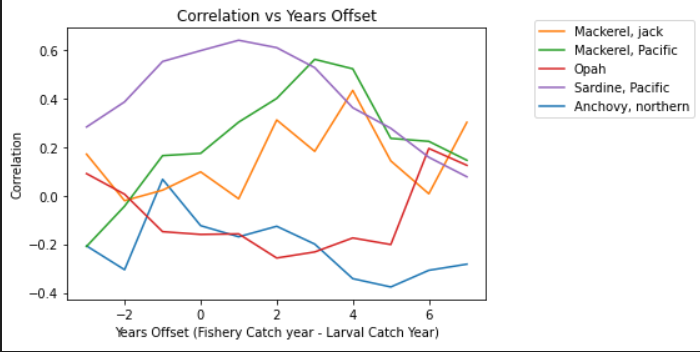 Correlation vs Years Offset
Mackerel, jack
Mackerel, Pacific
Opah
Sardine, Pacific
Anchovy, northern
Correlation
0.6
0.4
0.2
0.0
−0.2
−0.4
−2
0
2
4
6
Years Offset (Fishery Catch year - Larval Catch Year)